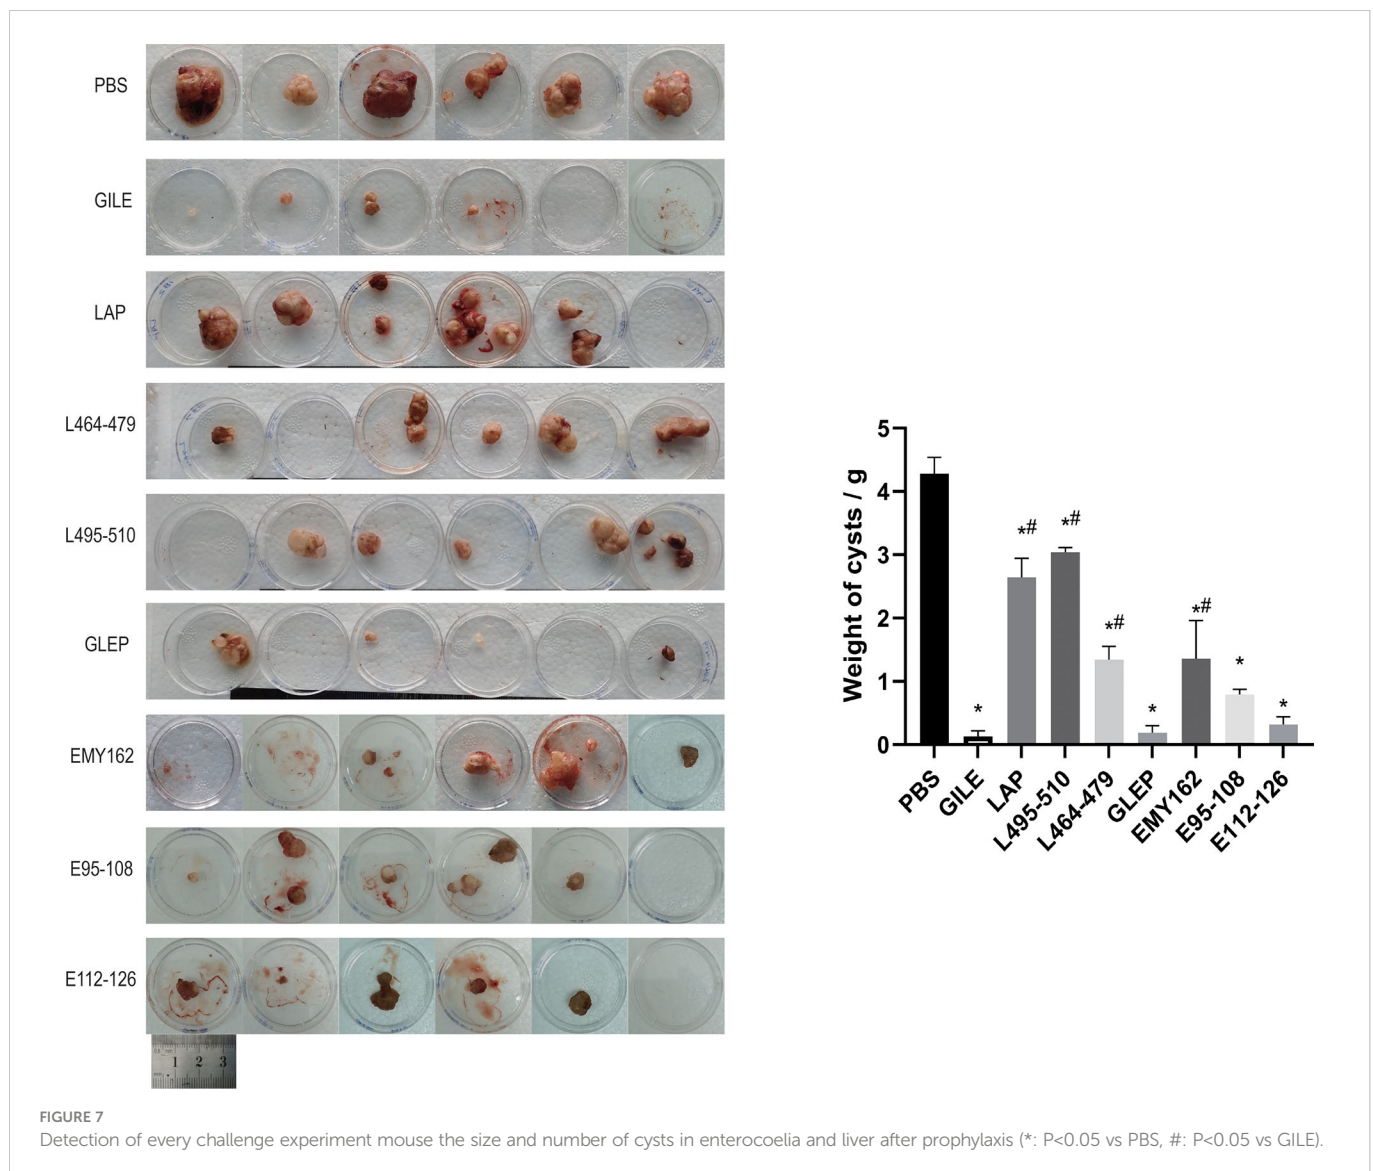 PBS
GILE
LAP
L464-479
L495-510
GLEP
EMY162
E95-108
E112-126
1 2 3
Weight of cysts / g
5
4
3
2
1
0
*#
*#
*#
*#
*
*
*
*
PBS
GILE
LAP
L495-510
L464-479
GLEP
EMY162
E95-108
E112-126
FIGURE 7
Detection of every challenge experiment mouse the size and number of cysts in enterocoelia and liver after prophylaxis (*: P<0.05 vs PBS, #: P<0.05 vs GILE).